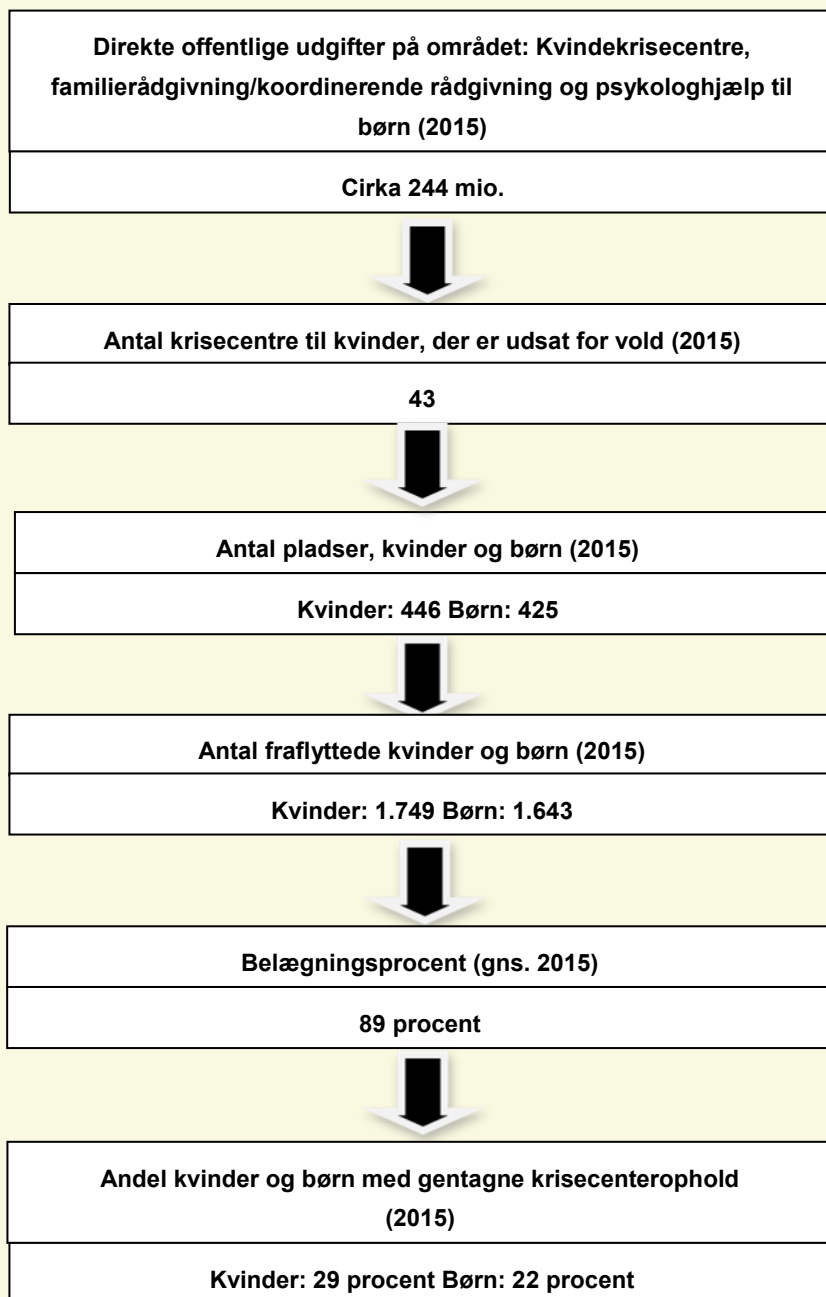 Direkte offentlige udgifter på området: Kvindekrisecentre,
familierådgivning/koordinerende rådgivning og psykologhjælp til
børn (2015)
Cirka 244 mio.
Antal krisecentre til kvinder, der er udsat for vold (2015)
43
Antal pladser, kvinder og børn (2015)
Kvinder: 446 Børn: 425
Antal fraflyttede kvinder og børn (2015)
Kvinder: 1.749 Børn: 1.643
Belægningsprocent (gns. 2015)
89 procent
Andel kvinder og børn med gentagne krisecenterophold
(2015)
Kvinder: 29 procent Børn: 22 procent